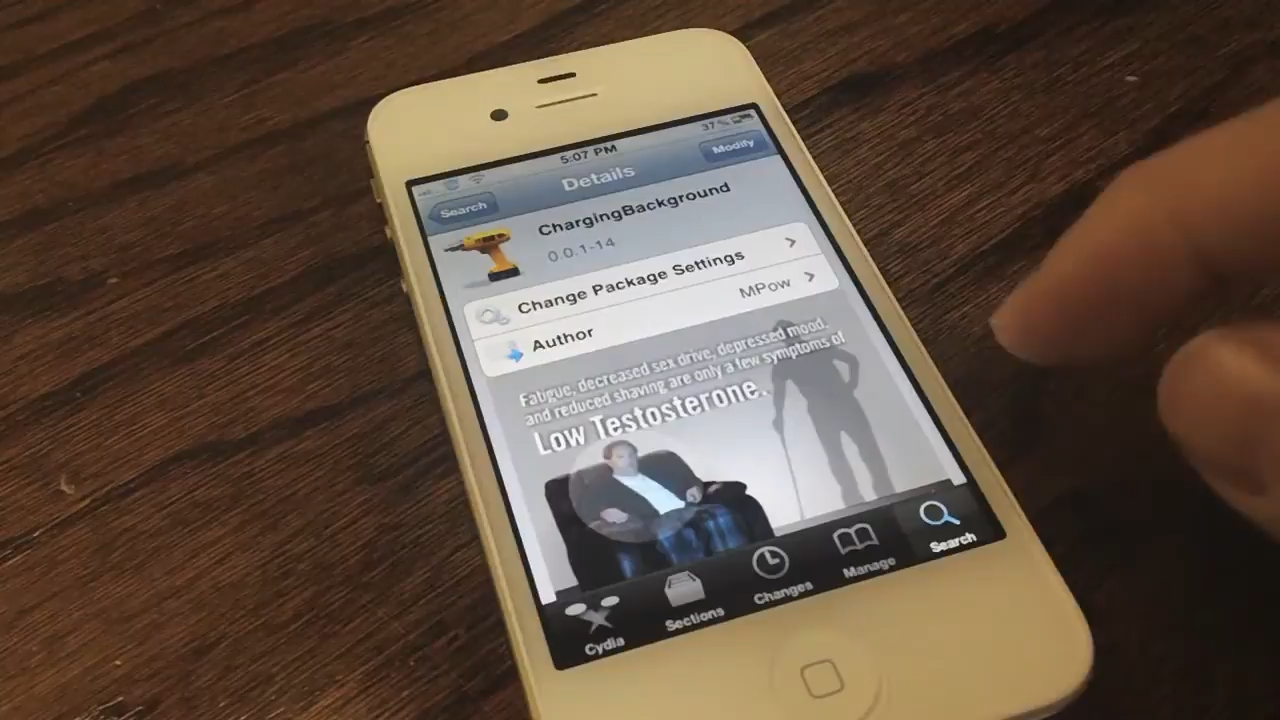 5:07 PM
37%
Search
Details
Modify
ChargingBackground
0.0.1-14
Change Package Settings
Author
MPow
Fatigue, decreased sex drive, depressed mood,
and reduced shaving are only a few symptoms of
Low Testosterone.
Cydia
Sections
Changes
Manage
Search